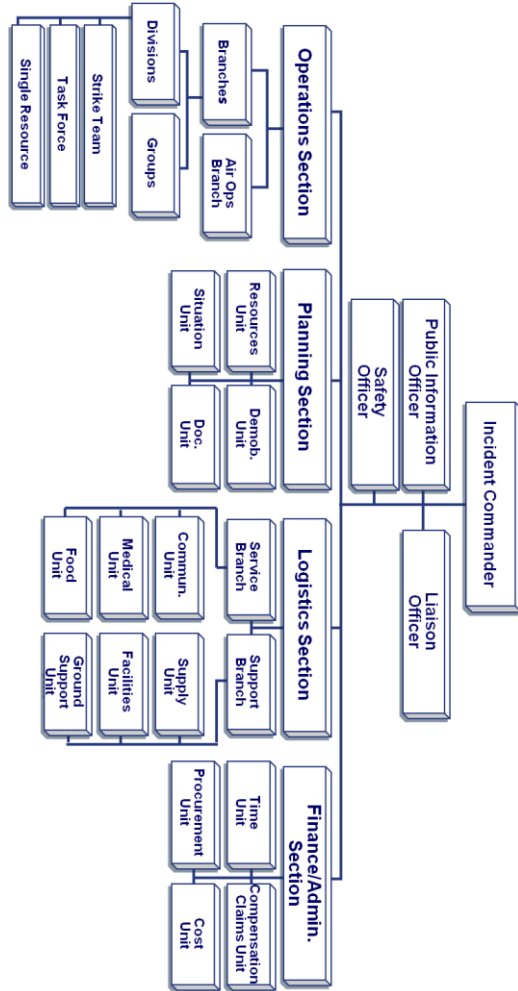 Incident Commander
Public Information
Officer
Liaison
Officer
Safety
Officer
Operations Section
Planning Section
Logistics Section
Finance/Admin.
Section
Branches
Air Ops
Branch
Resources
Unit
Demob.
Unit
Service
Branch
Support
Branch
Time
Unit
Compensation
Claims Unit
Divisions
Groups
Situation
Unit
Doc.
Unit
Commun.
Unit
Supply
Unit
Procurement
Unit
Cost
Unit
Strike Team
Medical
Unit
Facilities
Unit
Task Force
Food
Unit
Ground
Support
Unit
Single Resource